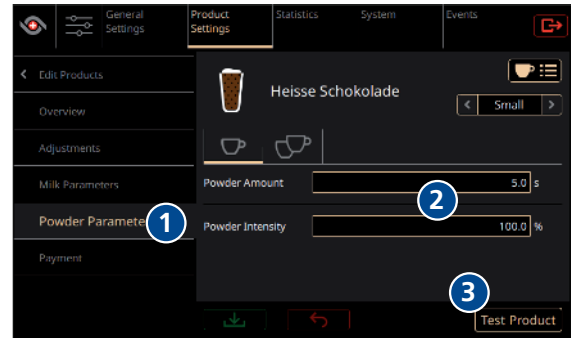 General
Settings
Product
Settings
Statistics
System
Events
Edit Products
Overview
Adjustments
Milk Parameters
Powder Paramete
Payment
Heisse Schokolade
Small
Powder Amount
5.0 s
Powder Intensity
100.0 %
Test Product
1
2
3